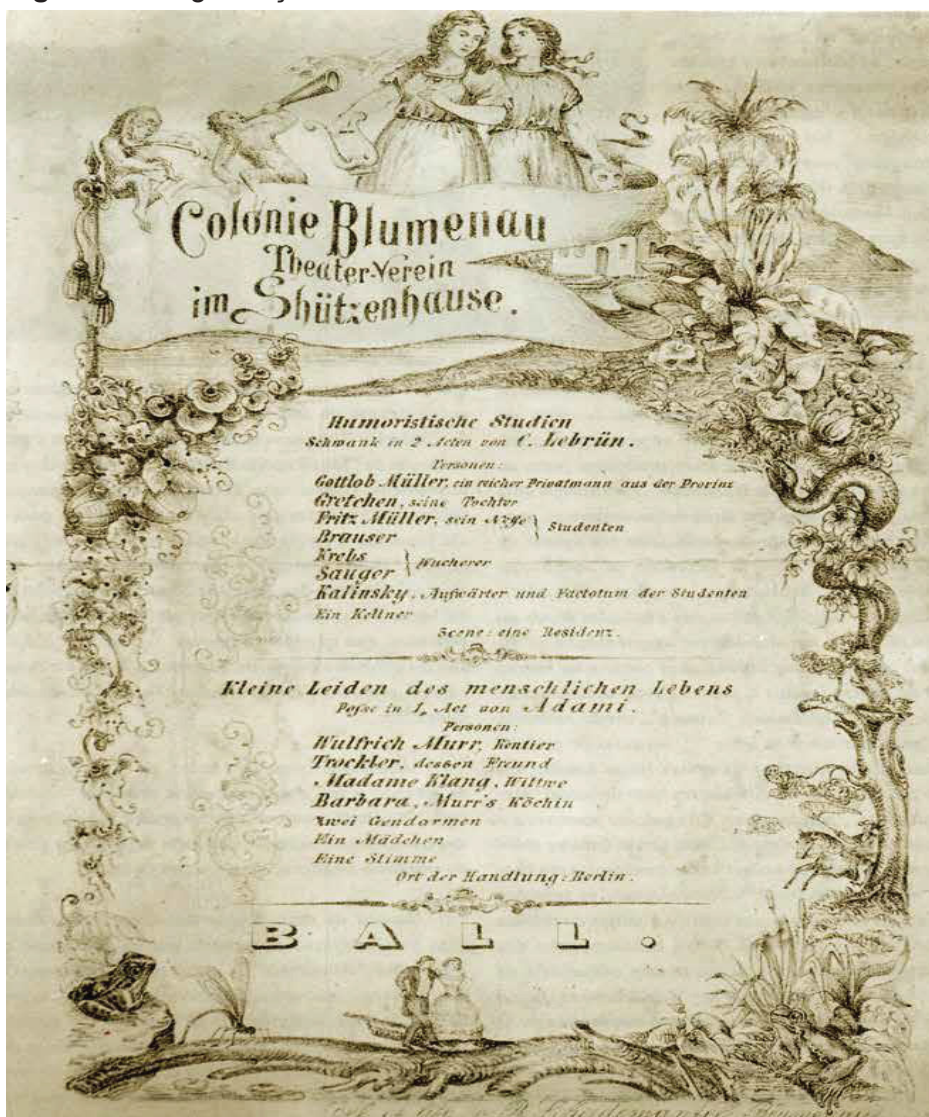 Colonie Blumenau
Theater-Verein
im Shützenhause.
Humoristische Studien
Schwank in 2 Acten von C. Lebrün.
Personen:
Gottlob Müller, ein reicher Privatmann aus der Provinz
Gretchen, seine Tochter
Fritz Müller, sein Neffe } Studenten
Brauser
Krebs } Wucherer
Sauger
Kalinsky, Aufwärter und Factotum der Studenten
Ein Kellner
Scene: eine Residenz.
Kleine Leiden des menschlichen Lebens
Posse in 1. Act von Adami.
Personen:
Wulfrich Murr, Rentier
Trockler, dessen Freund
Madame Klang, Wittwe
Barbara, Murr's Köchin
Zwei Gendarmen
Ein Mädchen
Eine Stimme
Ort der Handlung: Berlin.
BALL.